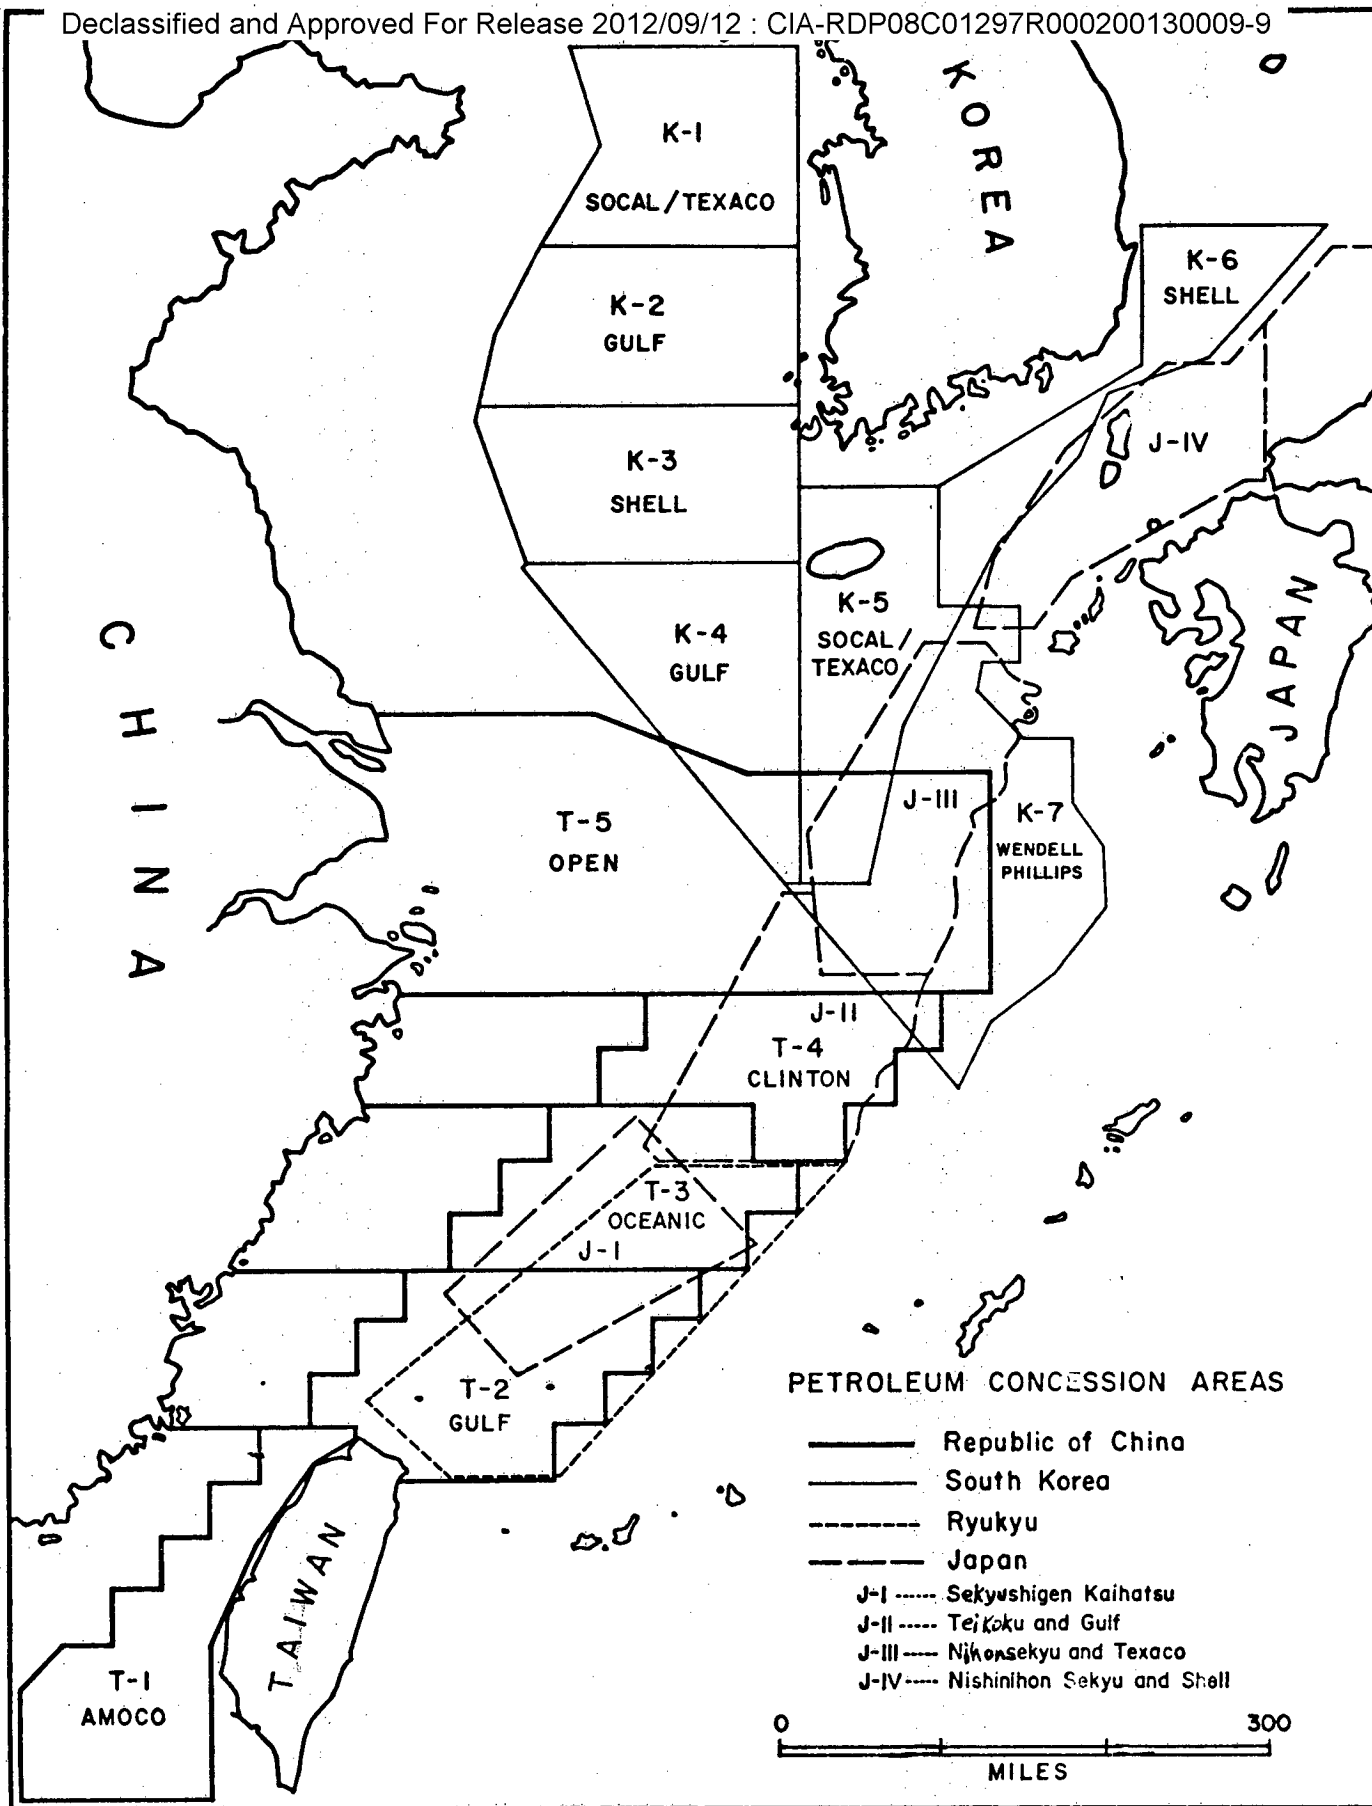 Declassified and Approved For Release 2012/09/12 : CIA-RDP08C01297R000200130009-9
KOREA
K-1
SOCAL/TEXACO
K-2
GULF
K-6
SHELL
K-3
SHELL
J-IV
K-5
SOCAL/
TEXACO
K-4
GULF
CHINA
JAPAN
J-III
K-7
WENDELL
PHILLIPS
T-5
OPEN
J-II
T-4
CLINTON
T-3
OCEANIC
J-I
T-2
GULF
TAIWAN
T-1
AMOCO
PETROLEUM CONCESSION AREAS
Republic of China
South Korea
Ryukyu
Japan
J-I ------ Sekyushigen Kaihatsu
J-II ----- Teikoku and Gulf
J-III ----- Nihonsekyu and Texaco
J-IV ----- Nishinihon Sekyu and Shell
0 300
MILES